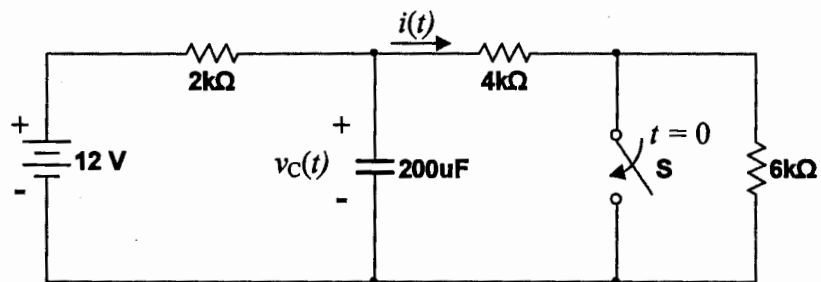 i(t)
2kΩ
4kΩ
+
12 V
-
+
vC(t)
-
200uF
t = 0
S
6kΩ